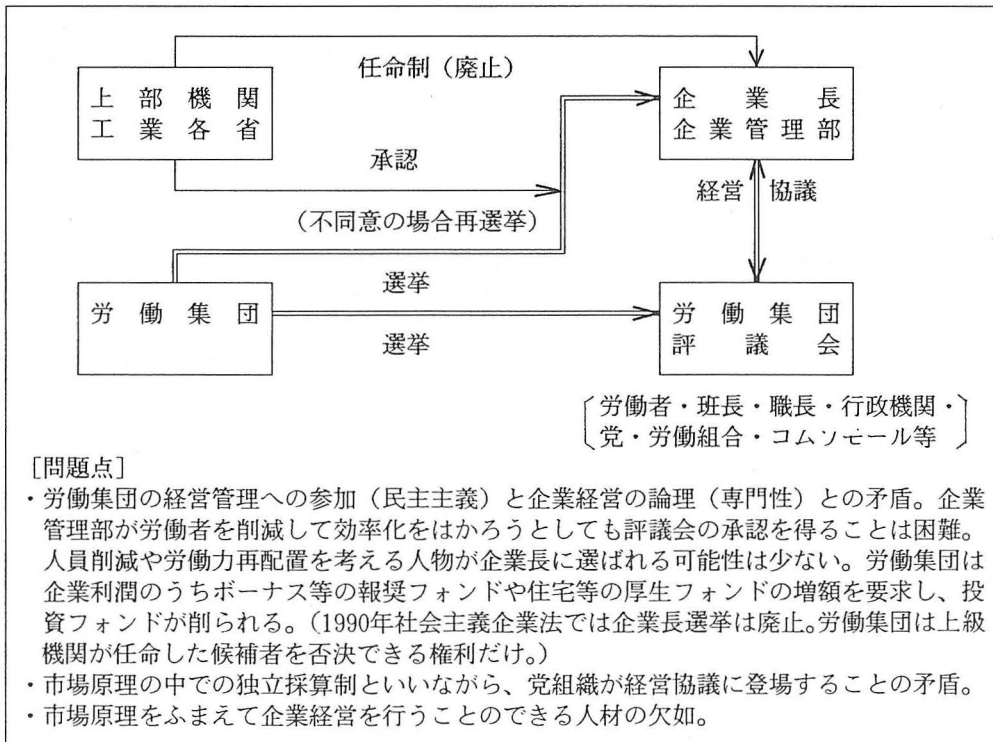 任命制（廃止）
上部機関
工業各省
企業長
企業管理部
承認
経営
協議
（不同意の場合再選挙）
選挙
労働集団
選挙
労働集団
評議会
労働者・班長・職長・行政機関・
党・労働組合・コムソモール等
［問題点］
・労働集団の経営管理への参加（民主主義）と企業経営の論理（専門性）との矛盾。企業
管理部が労働者を削減して効率化をはかろうとしても評議会の承認を得ることは困難。
人員削減や労働力再配置を考える人物が企業長に選ばれる可能性は少ない。労働集団は
企業利潤のうちボーナス等の報奨フォンドや住宅等の厚生フォンドの増額を要求し、投
資フォンドが削られる。（1990年社会主義企業法では企業長選挙は廃止。労働集団は上級
機関が任命した候補者を否決できる権利だけ。）
・市場原理の中での独立採算制といいながら、党組織が経営協議に登場することの矛盾。
・市場原理をふまえて企業経営を行うことのできる人材の欠如。